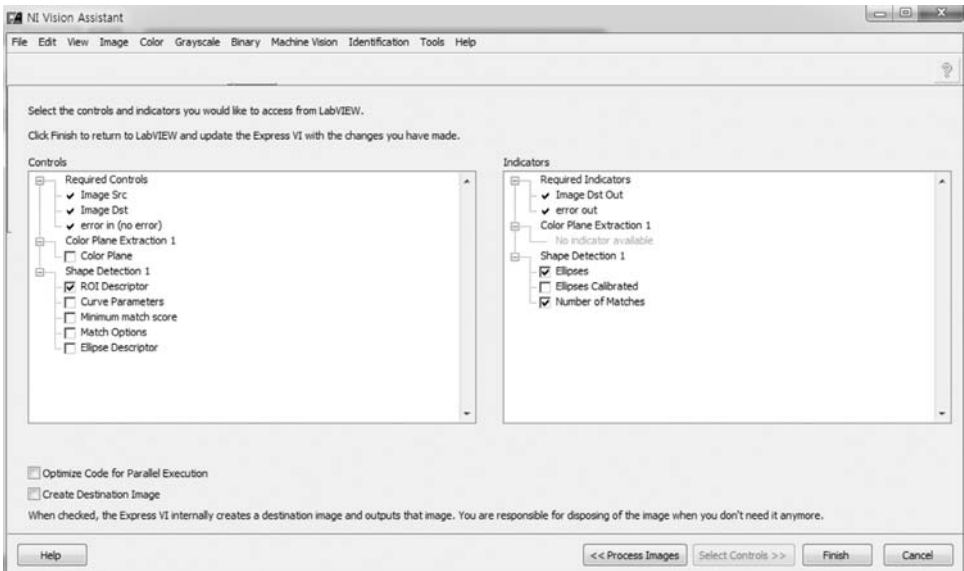 NI Vision Assistant
File Edit View Image Color Grayscale Binary Machine Vision Identification Tools Help
Select the controls and indicators you would like to access from LabVIEW.
Click Finish to return to LabVIEW and update the Express VI with the changes you have made.
Controls
Required Controls
Image Src
Image Dst
error in (no error)
Color Plane Extraction 1
Color Plane
Shape Detection 1
ROI Descriptor
Curve Parameters
Minimum match score
Match Options
Ellipse Descriptor
Indicators
Required Indicators
Image Dst Out
error out
Color Plane Extraction 1
No indicator available
Shape Detection 1
Ellipses
Ellipses Calibrated
Number of Matches
Optimize Code for Parallel Execution
Create Destination Image
When checked, the Express VI internally creates a destination image and outputs that image. You are responsible for disposing of the image when you don't need it anymore.
Help << Process Images Select Controls >> Finish Cancel